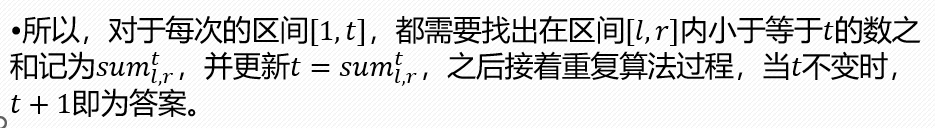 •所以，对于每次的区间[1, t]，都需要找出在区间[l, r]内小于等于t的数之
和记为sum_{l,r}^{t}，并更新t = sum_{l,r}^{t}，之后接着重复算法过程，当t不变时，
t + 1即为答案。